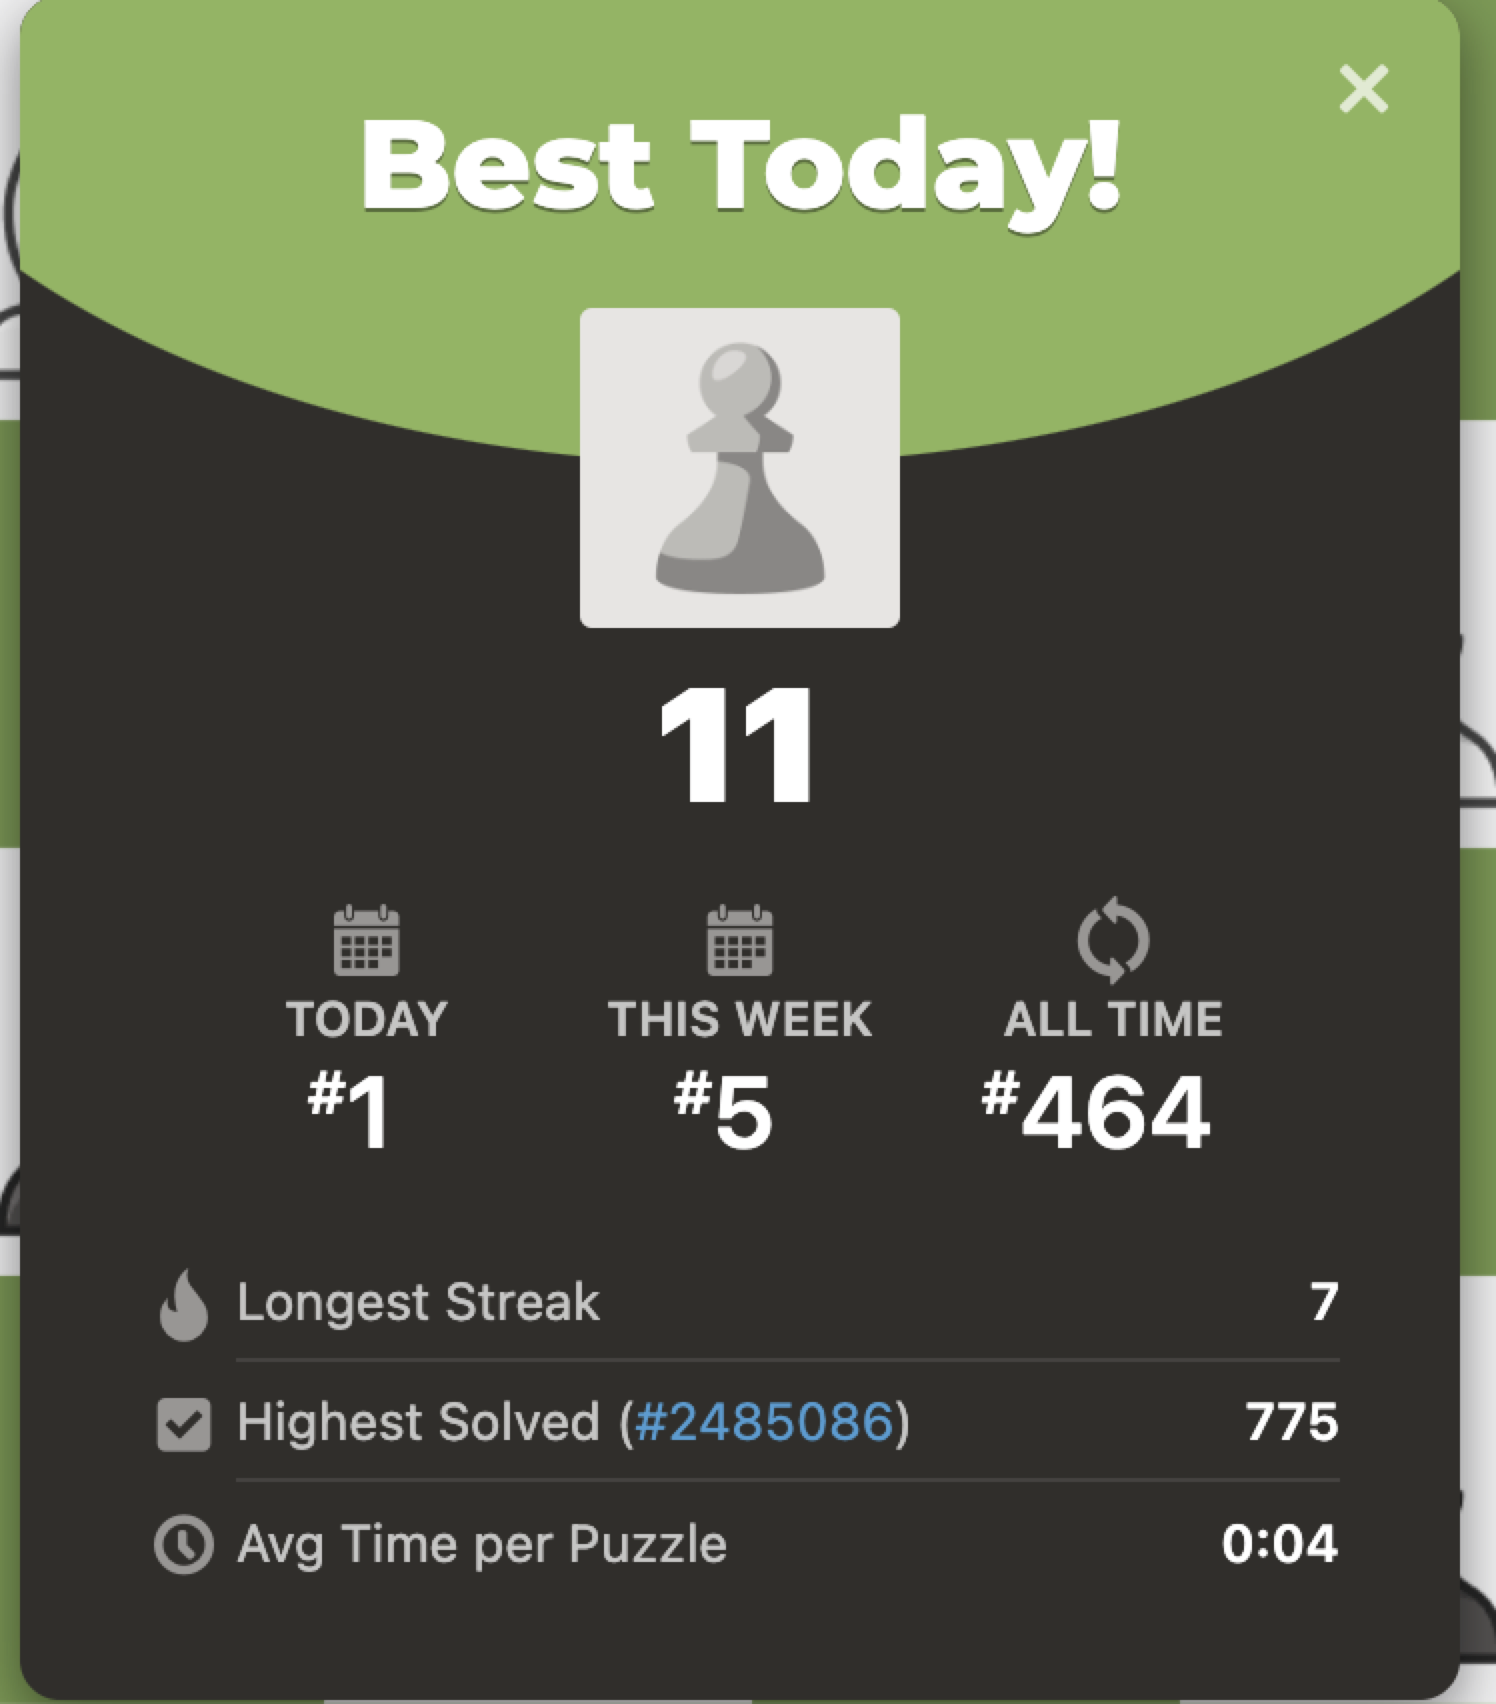 Best Today!
11
TODAY THIS WEEK ALL TIME
#1 #5 #464
Longest Streak 7
Highest Solved (#2485086) 775
Avg Time per Puzzle 0:04